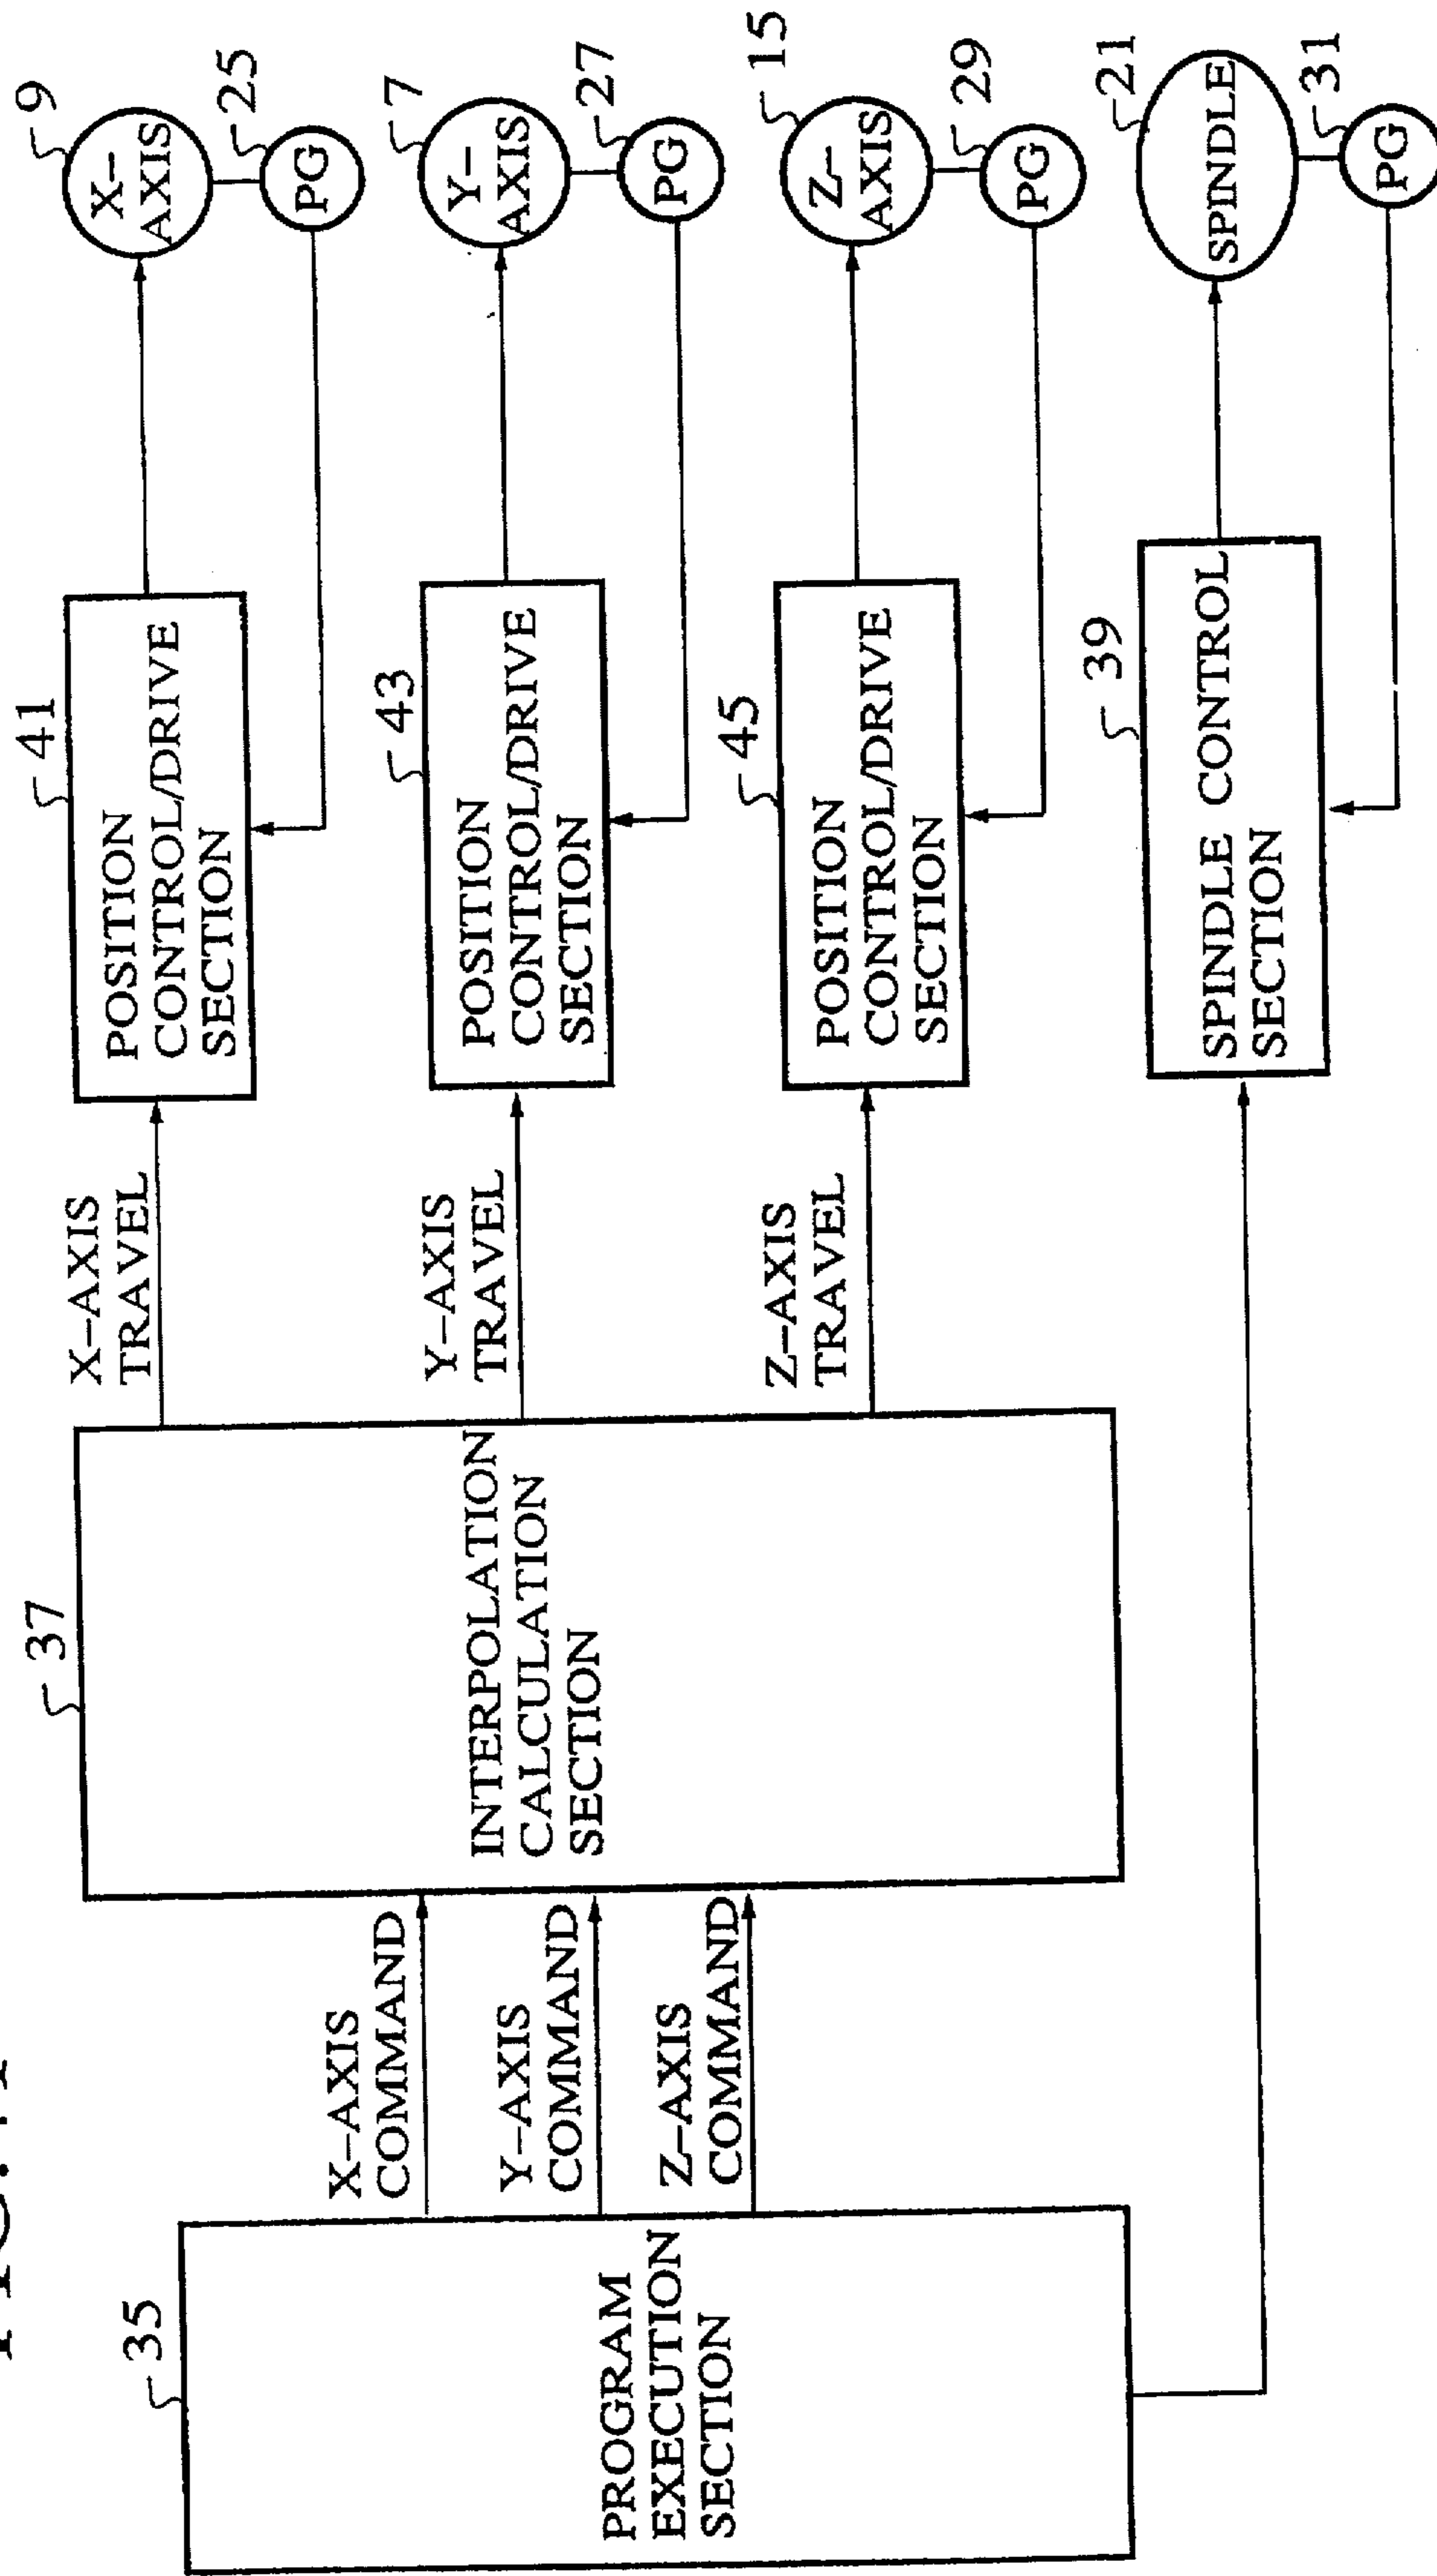 35
PROGRAM
EXECUTION
SECTION
X–AXIS
COMMAND
Y–AXIS
COMMAND
Z–AXIS
COMMAND
37
INTERPOLATION
CALCULATION
SECTION
X–AXIS
TRAVEL
Y–AXIS
TRAVEL
Z–AXIS
TRAVEL
41
POSITION
CONTROL/DRIVE
SECTION
43
POSITION
CONTROL/DRIVE
SECTION
45
POSITION
CONTROL/DRIVE
SECTION
39
SPINDLE CONTROL
SECTION
9
X–
AXIS
25
PG
7
Y–
AXIS
27
PG
15
Z–
AXIS
29
PG
21
SPINDLE
31
PG